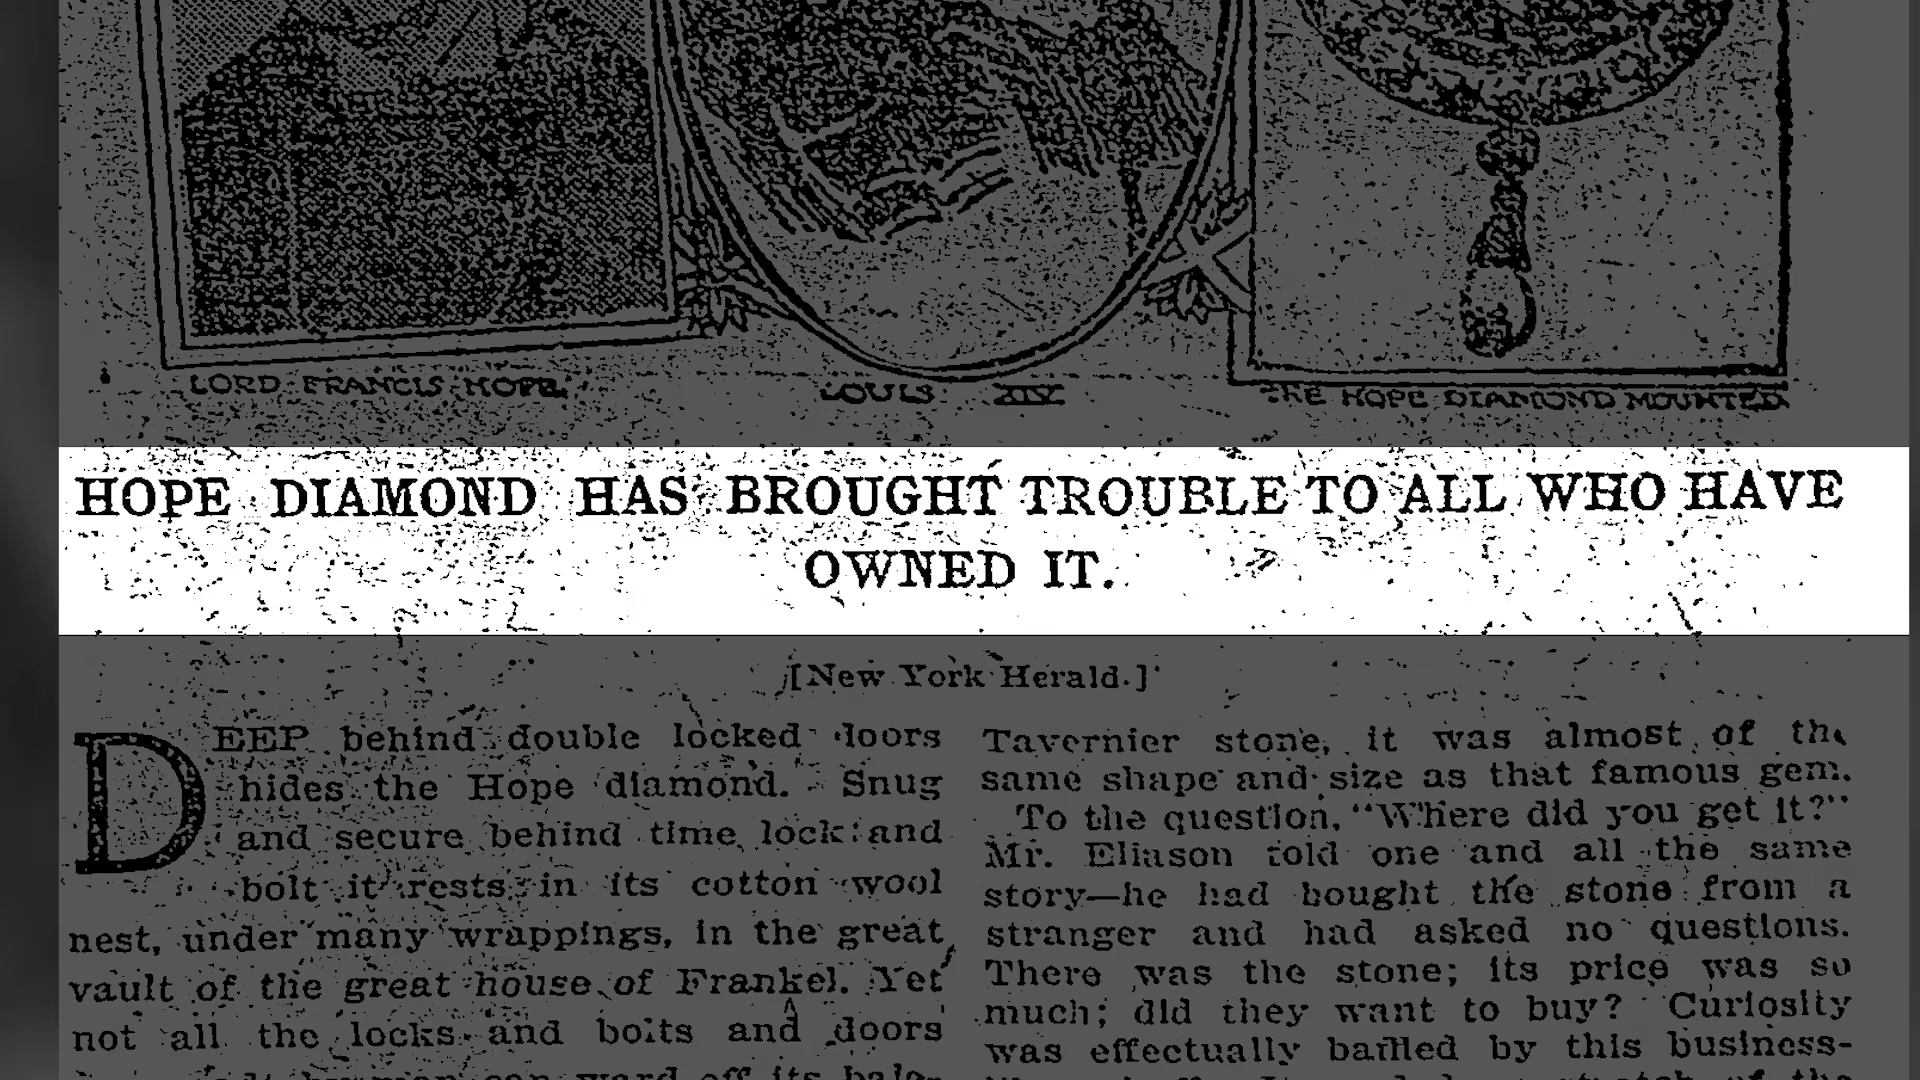 LORD FRANCIS HOPE.
LOUIS XIV
THE HOPE DIAMOND MOUNTED
HOPE DIAMOND HAS BROUGHT TROUBLE TO ALL WHO HAVE
OWNED IT.
[New York Herald.]
DEEP behind double locked doors
hides the Hope diamond. Snug
and secure behind time lock and
bolt it rests in its cotton wool
nest, under many wrappings, in the great
vault of the great house of Frankel. Yet
not all the locks and bolts and doors
ward off its
Tavernier stone, it was almost of the
same shape and size as that famous gem.
To the question, "Where did you get it?"
Mr. Eliason told one and all the same
story—he had bought the stone from a
stranger and had asked no questions.
There was the stone; its price was so
much; did they want to buy? Curiosity
was effectually baffled by this business-
of the